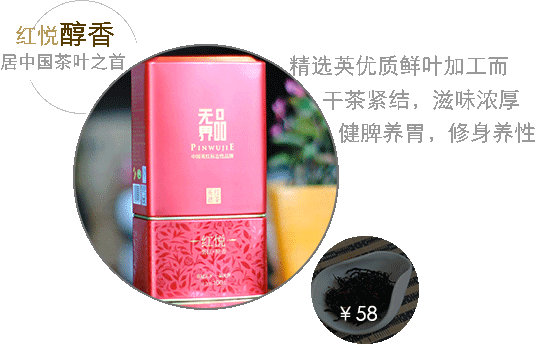 红悦醇香
居中国茶叶之首
精选英优质鲜叶加工而
干茶紧结，滋味浓厚
健脾养胃，修身养性
品无界
PINWUJIE
红悦
￥58